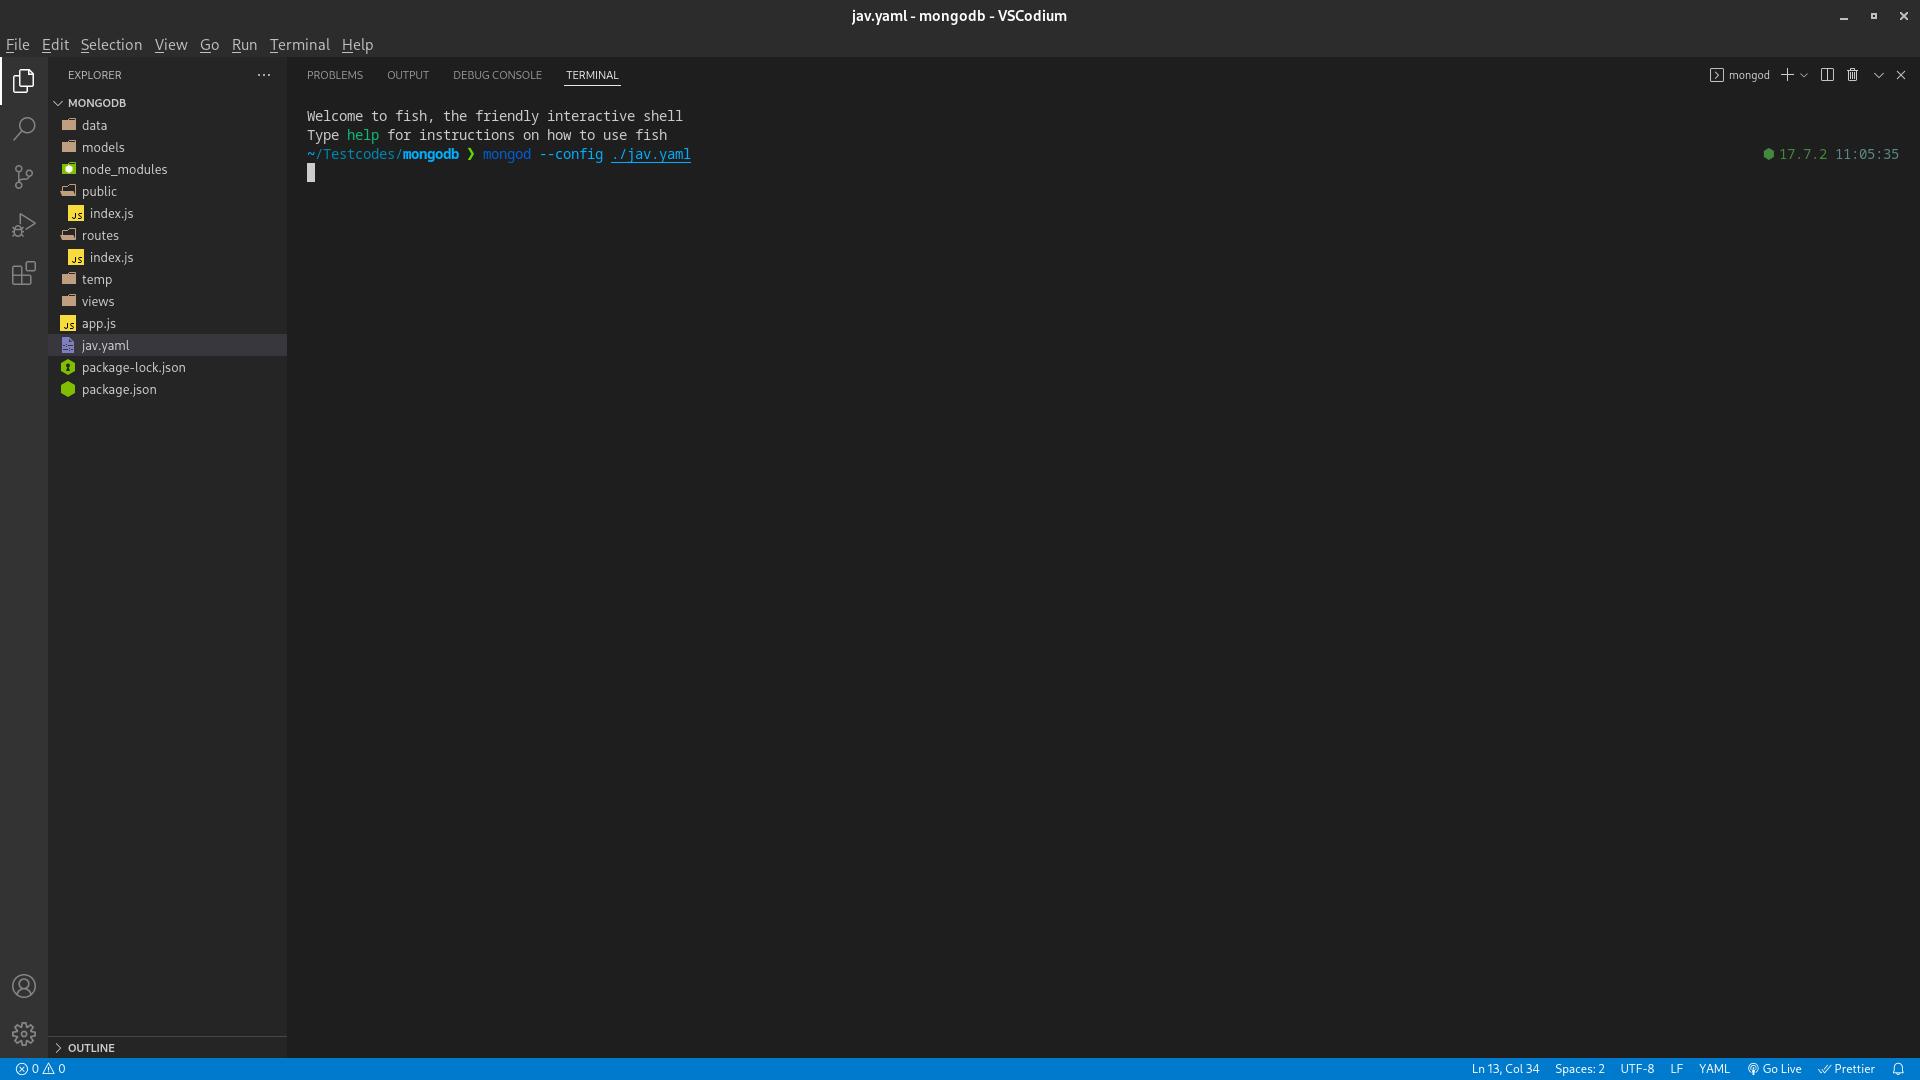 jav.yaml - mongodb - VSCodium
File Edit Selection View Go Run Terminal Help
EXPLORER
MONGODB
data
models
node_modules
public
index.js
routes
index.js
temp
views
app.js
jav.yaml
package-lock.json
package.json
OUTLINE
PROBLEMS OUTPUT DEBUG CONSOLE TERMINAL
mongod
Welcome to fish, the friendly interactive shell
Type help for instructions on how to use fish
~/Testcodes/mongodb ❯ mongod --config ./jav.yaml 17.7.2 11:05:35
0 0 Ln 13, Col 34 Spaces: 2 UTF-8 LF YAML Go Live Prettier